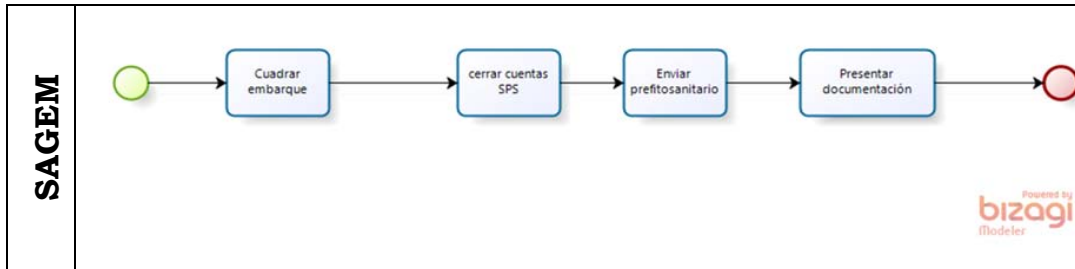 SAGEM
Cuadrar
embarque
cerrar cuentas
SPS
Enviar
prefitosanitario
Presentar
documentación
Powered by
bizagi
Modeler